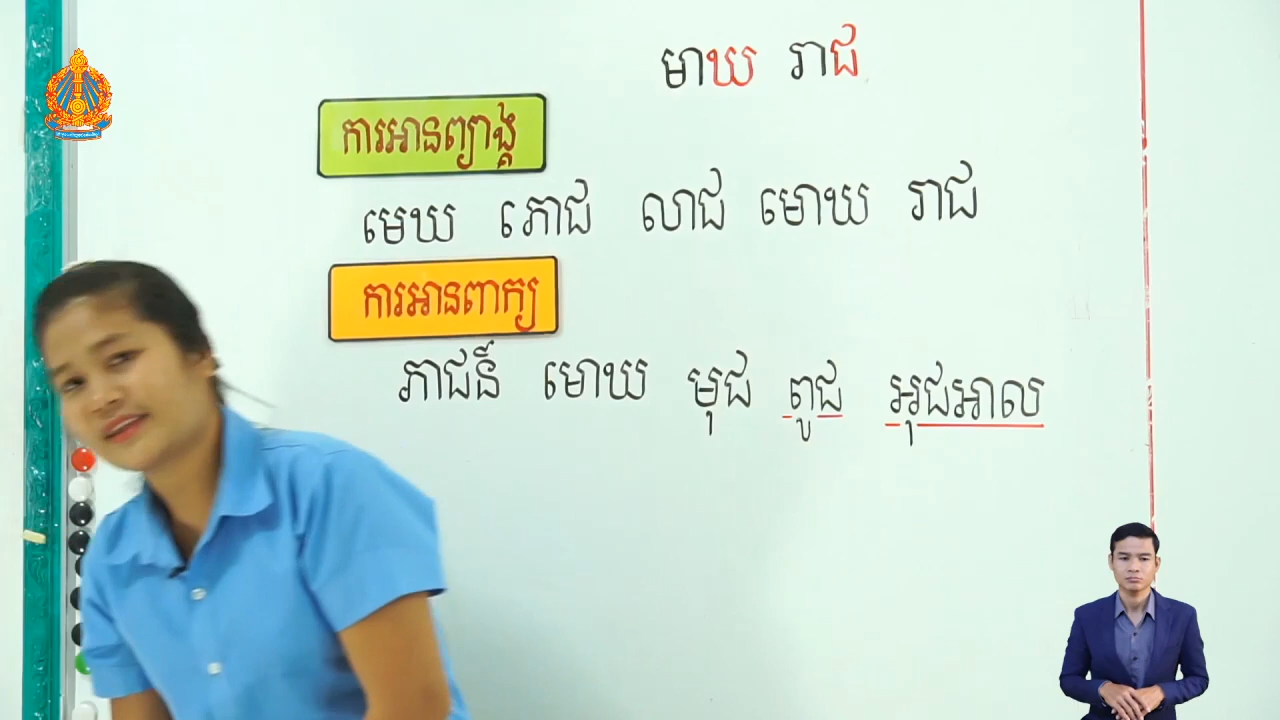 មាឃ រាជ
ការអានព្យាង្គ
មេឃ ភោជ លាជ មោឃ រាជ
ការអានពាក្យ
ភាជន៍ មោឃ មុជ ពូជ អុជអាល